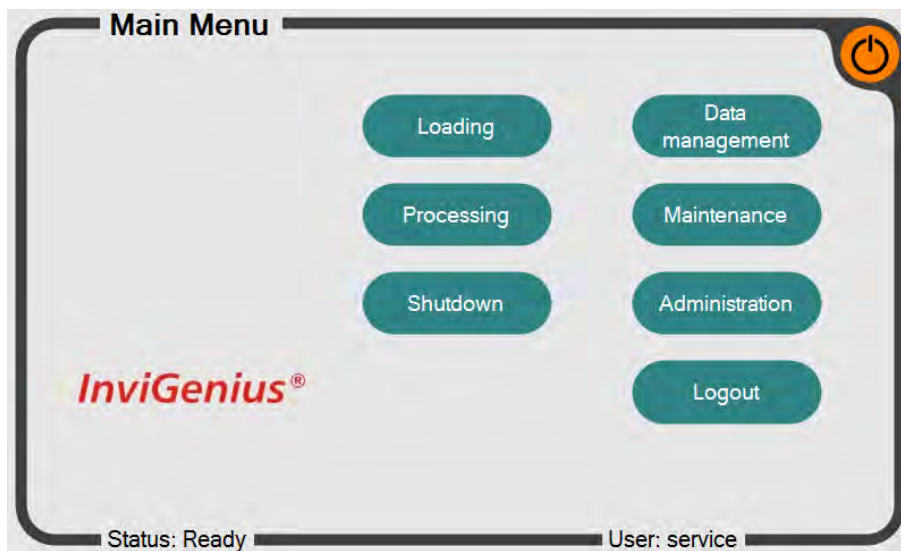 Main Menu
Loading
Data
management
Processing
Maintenance
Shutdown
Administration
InviGenius®
Logout
Status: Ready
User: service